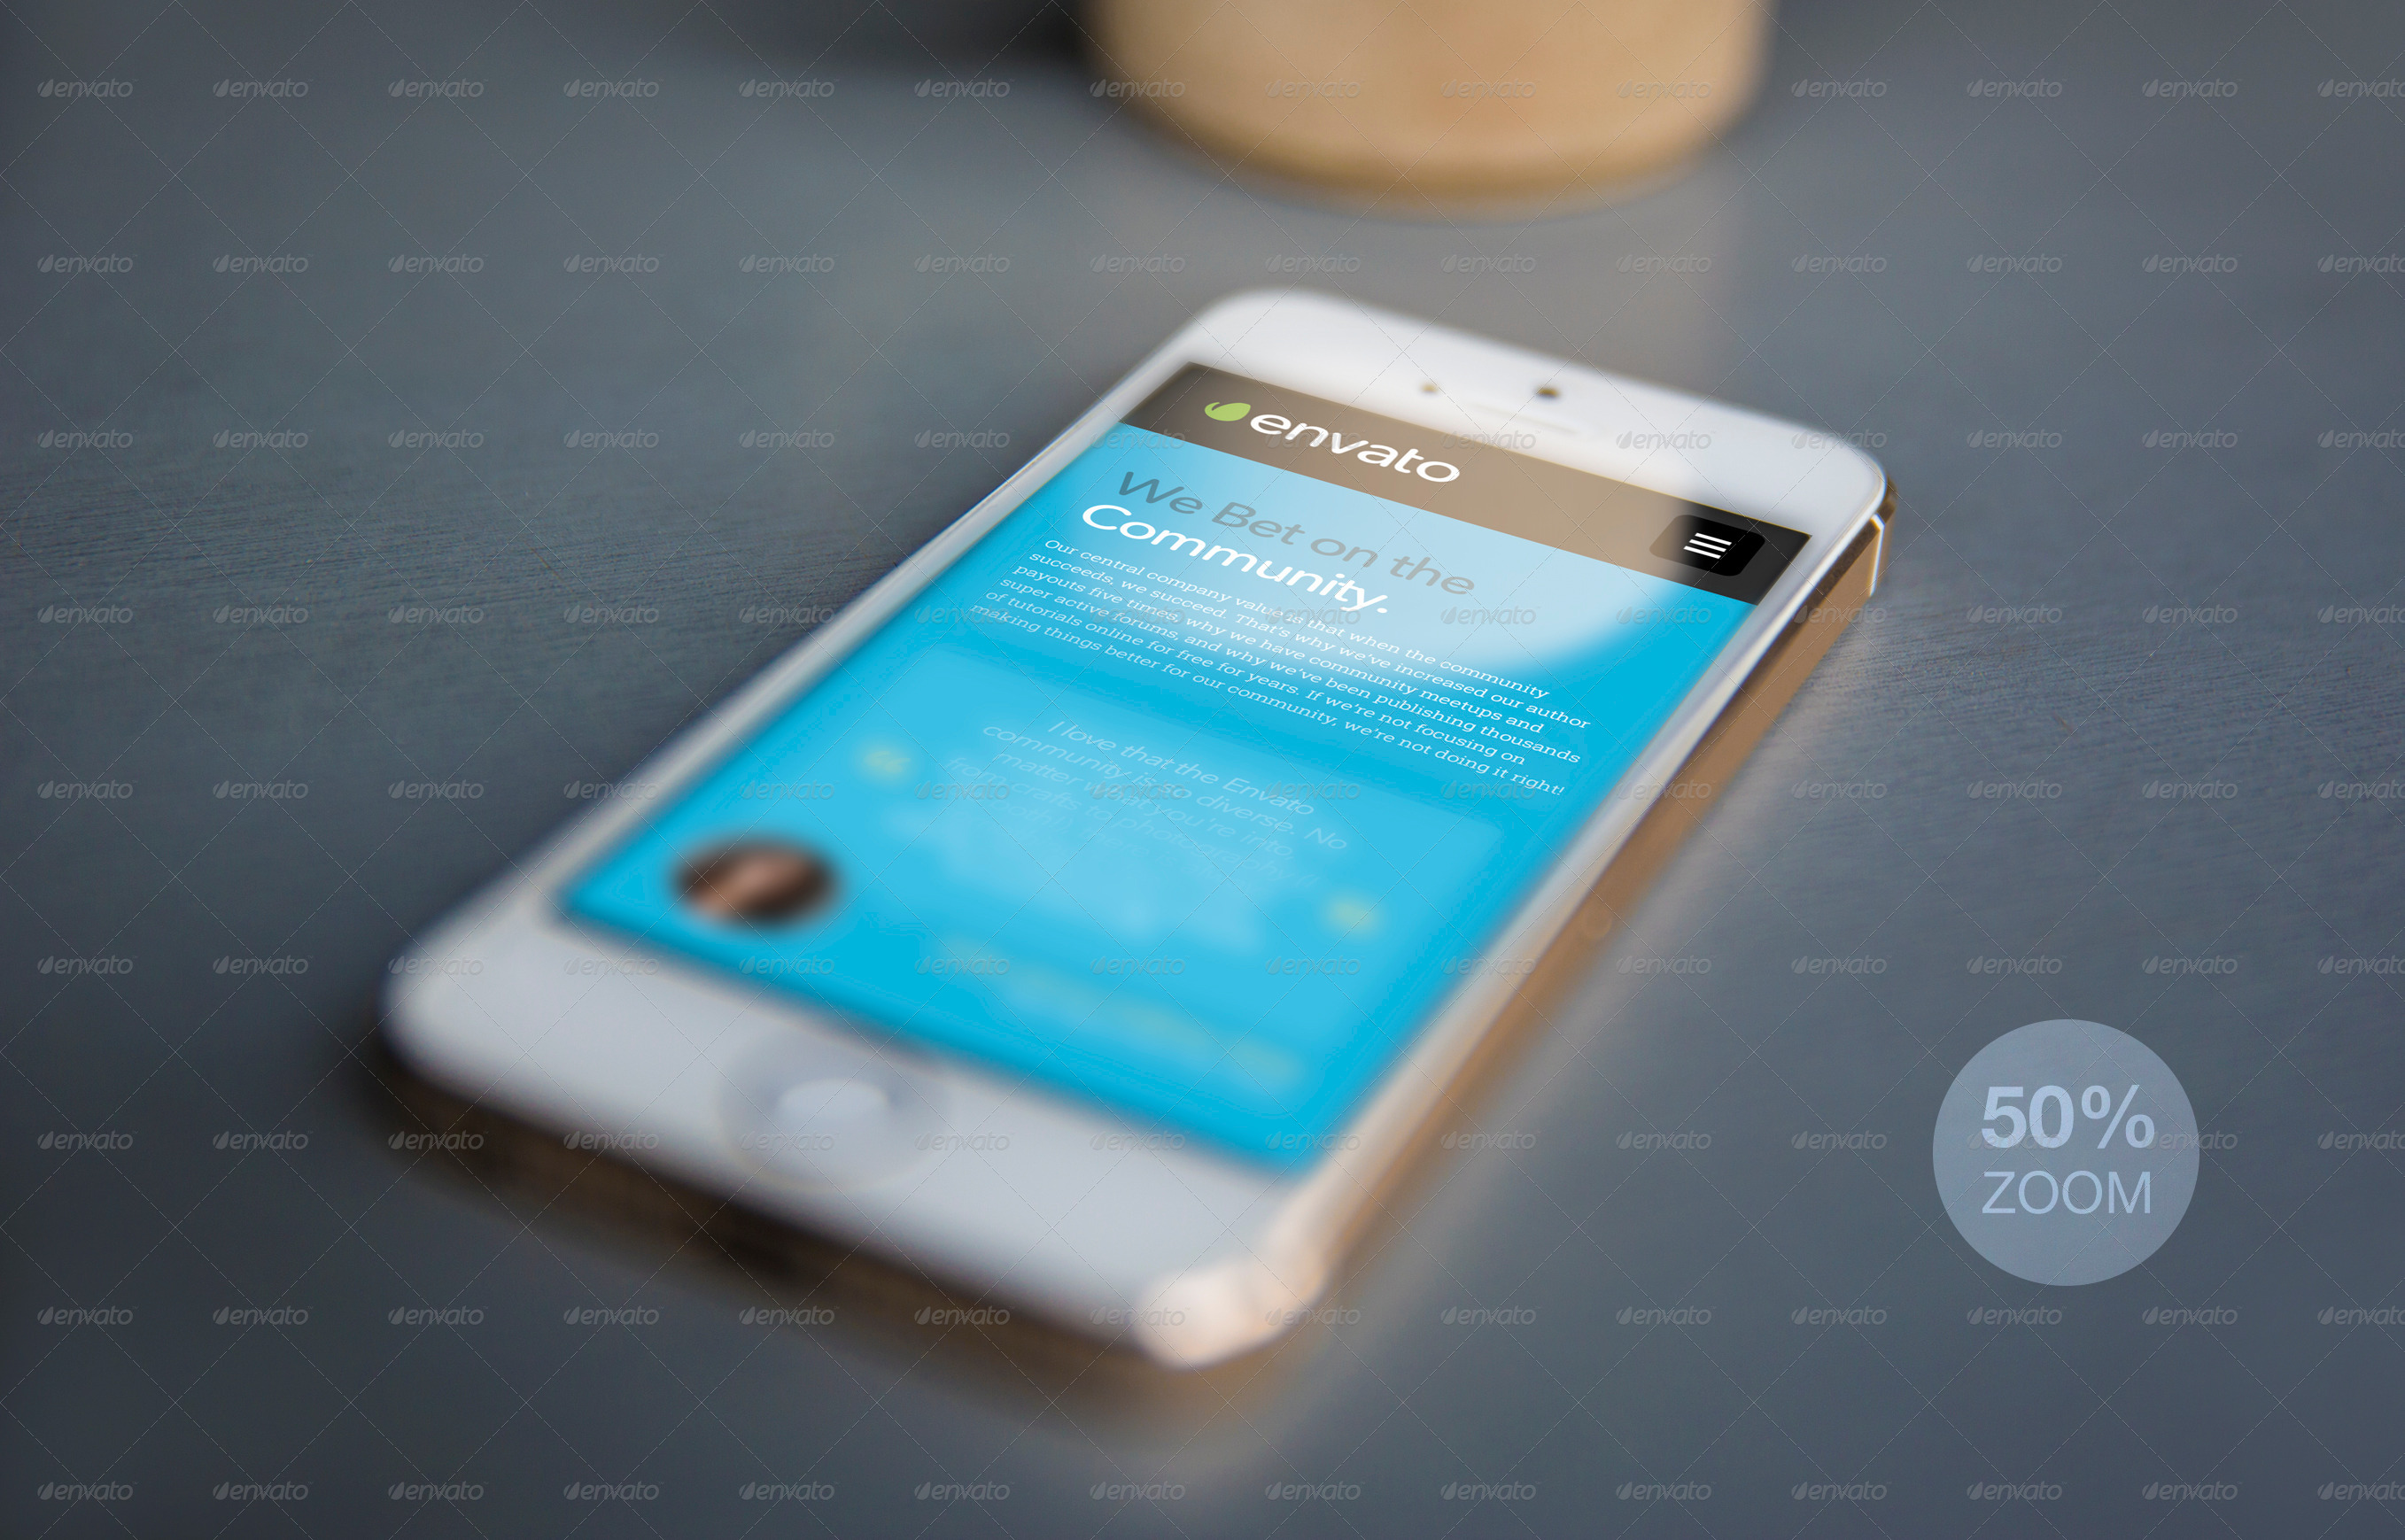 envato
We Bet on the
Community.
Our central company value is that when the community
succeeds, we succeed. That's why we've increased our author
payouts five times, why we have community meetups and
super active forums, and why we've been publishing thousands
of tutorials online for free for years. If we're not focusing on
making things better for our community, we're not doing it right!
I love that the Envato
community is so diverse. No
matter what you're into,
from crafts to photography
50%
ZOOM